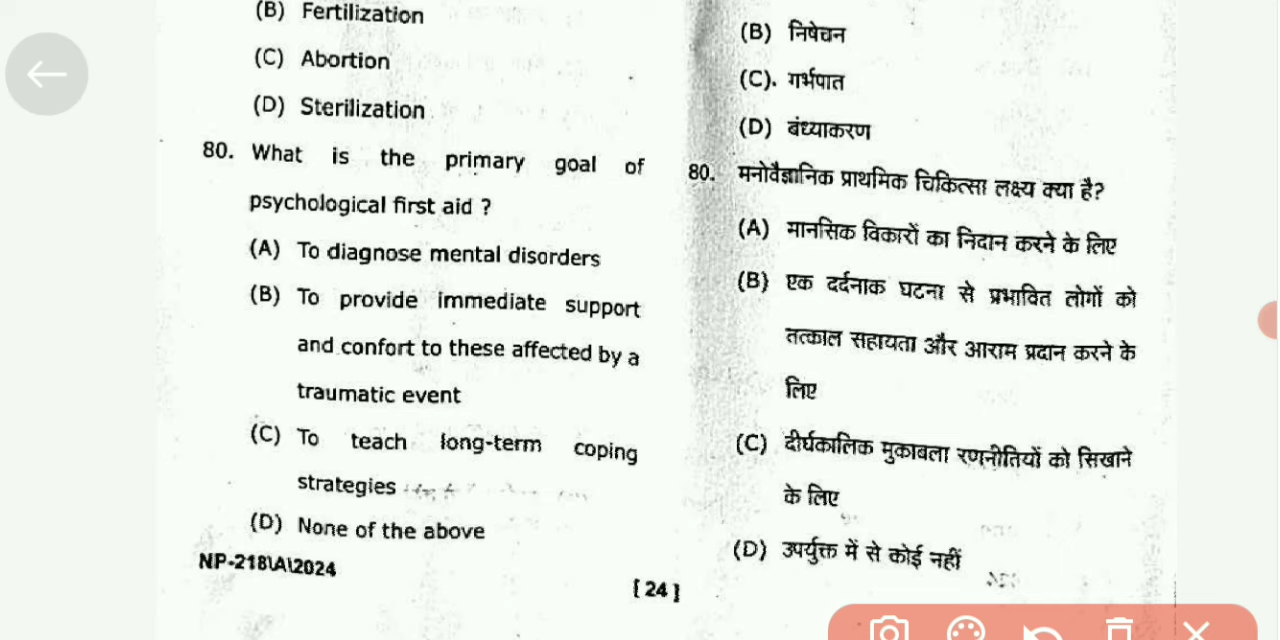 (B) Fertilization
(C) Abortion
(D) Sterilization
80. What is the primary goal of
psychological first aid ?
(A) To diagnose mental disorders
(B) To provide immediate support
and confort to these affected by a
traumatic event
(C) To teach long-term coping
strategies
(D) None of the above
NP-218\A\2024
(B) निषेचन
(C). गर्भपात
(D) बंध्याकरण
80. मनोवैज्ञानिक प्राथमिक चिकित्सा लक्ष्य क्या है?
(A) मानसिक विकारों का निदान करने के लिए
(B) एक दर्दनाक घटना से प्रभावित लोगों को
तत्काल सहायता और आराम प्रदान करने के
लिए
(C) दीर्घकालिक मुकाबला रणनीतियों को सिखाने
के लिए
(D) उपर्युक्त में से कोई नहीं
[ 24 ]